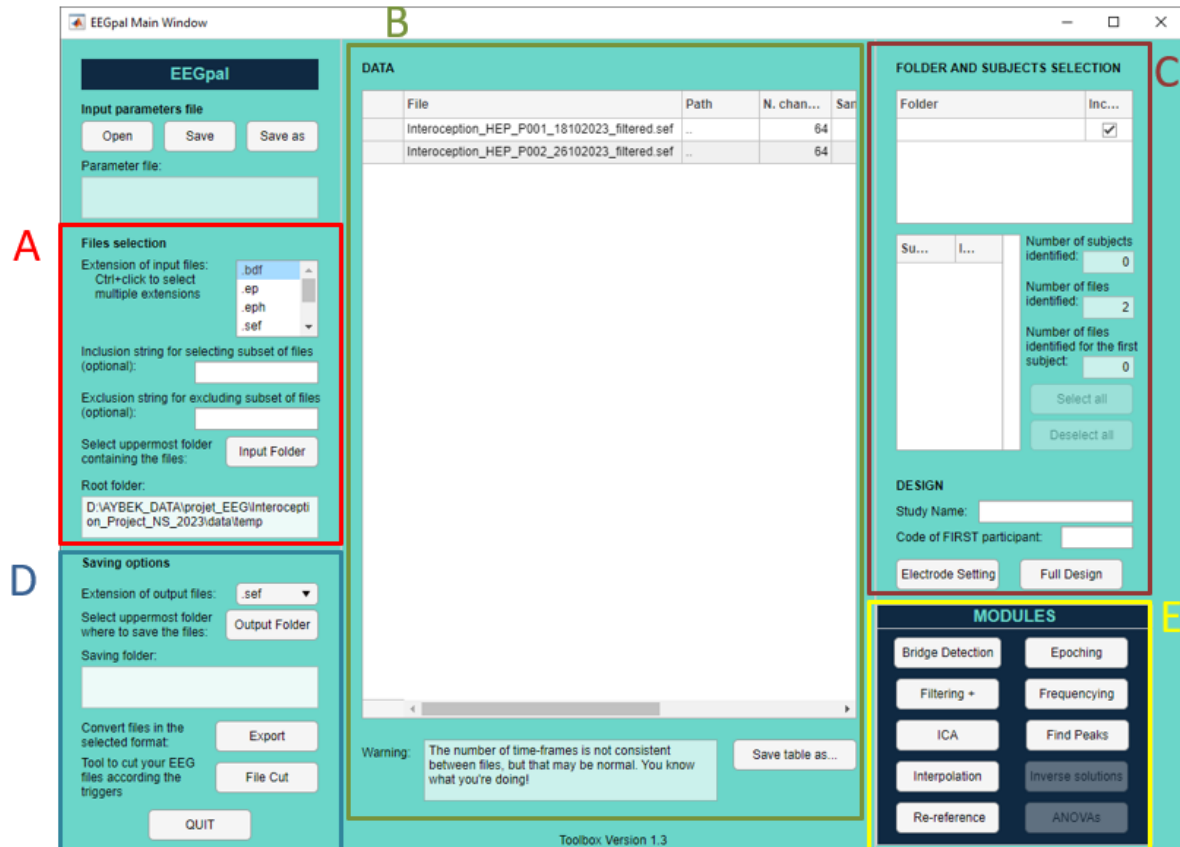 EEGpal Main Window
B
EEGpal
Input parameters file
Open Save Save as
Parameter file:
A
Files selection
Extension of input files:
Ctrl+click to select
multiple extensions
.bdf
.ep
.eph
.sef
Inclusion string for selecting subset of files
(optional):
Exclusion string for excluding subset of files
(optional):
Select uppermost folder
containing the files:
Input Folder
Root folder:
D:\AYBEK_DATA\projet_EEG\Interocepti
on_Project_NS_2023\data\temp
D
Saving options
Extension of output files: .sef
Select uppermost folder
where to save the files:
Output Folder
Saving folder:
Convert files in the
selected format:
Export
Tool to cut your EEG
files according the
triggers
File Cut
QUIT
DATA
File Path N. chan... San
Interoception_HEP_P001_18102023_filtered.sef .. 64
Interoception_HEP_P002_26102023_filtered.sef .. 64
Warning:
The number of time-frames is not consistent
between files, but that may be normal. You know
what you're doing!
Save table as...
Toolbox Version 1.3
C
FOLDER AND SUBJECTS SELECTION
Folder Inc...
Su... I...
Number of subjects
identified: 0
Number of files
identified: 2
Number of files
identified for the first
subject: 0
Select all
Deselect all
DESIGN
Study Name:
Code of FIRST participant:
Electrode Setting Full Design
E
MODULES
Bridge Detection Epoching
Filtering + Frequencying
ICA Find Peaks
Interpolation Inverse solutions
Re-reference ANOVAs